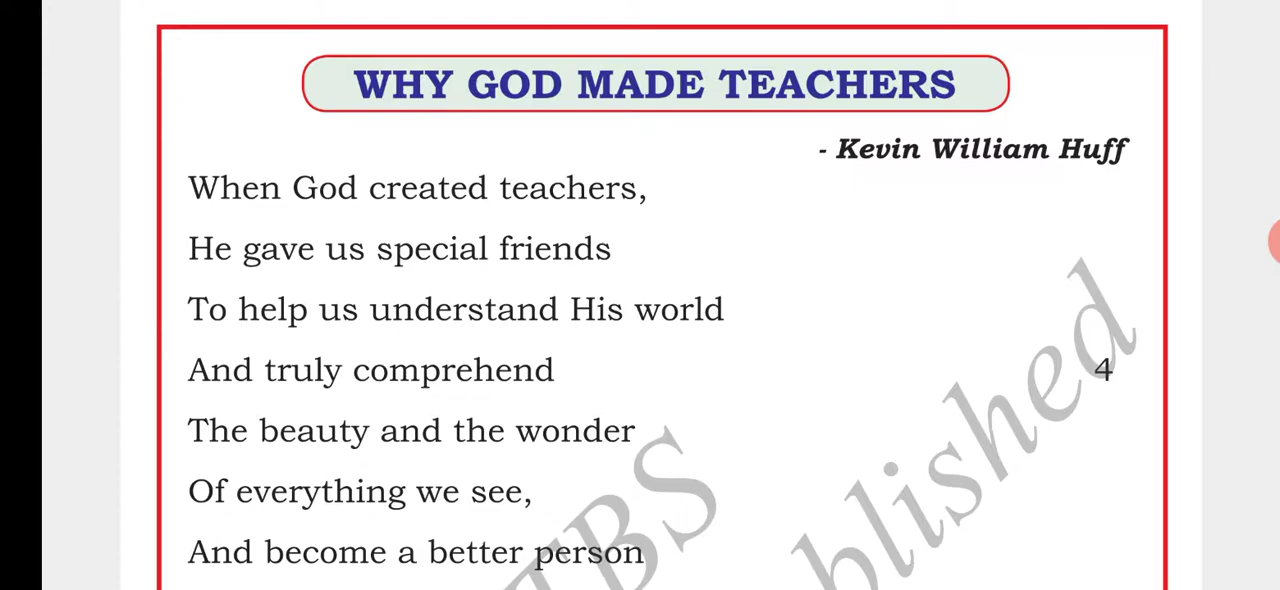 WHY GOD MADE TEACHERS
- Kevin William Huff
When God created teachers,
He gave us special friends
To help us understand His world
And truly comprehend 4
The beauty and the wonder
Of everything we see,
And become a better person
TBS
blished